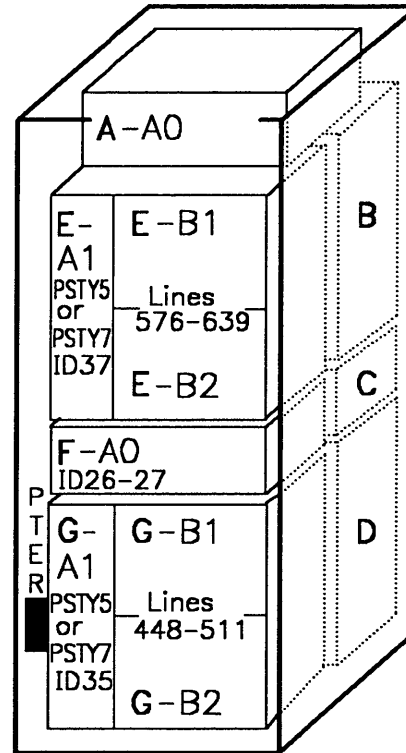 A-A0
E-A1
PSTY5
or
PSTY7
ID37
E-B1
Lines
576-639
E-B2
F-A0
ID26-27
PTER
G-A1
PSTY5
or
PSTY7
ID35
G-B1
Lines
448-511
G-B2
B
C
D